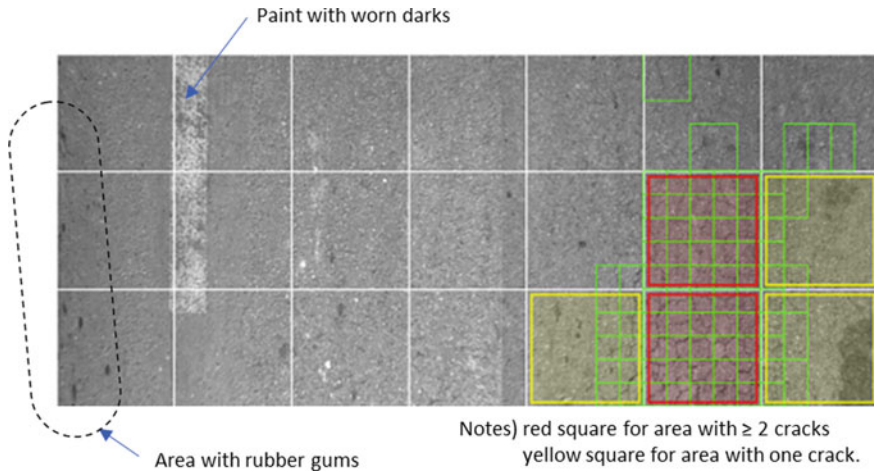 Paint with worn darks
Area with rubber gums
Notes) red square for area with ≥ 2 cracks
yellow square for area with one crack.